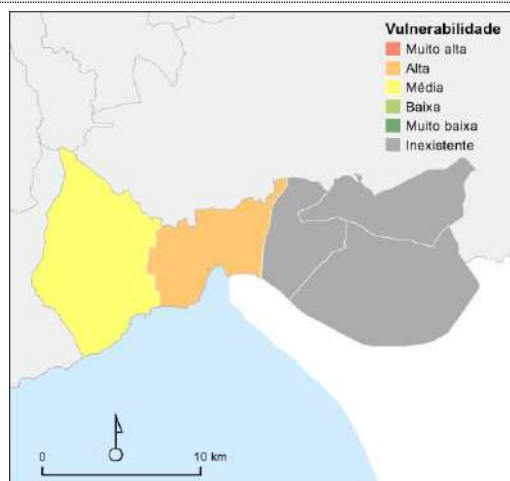 Vulnerabilidade
Muito alta
Alta
Média
Baixa
Muito baixa
Inexistente
0 10 km